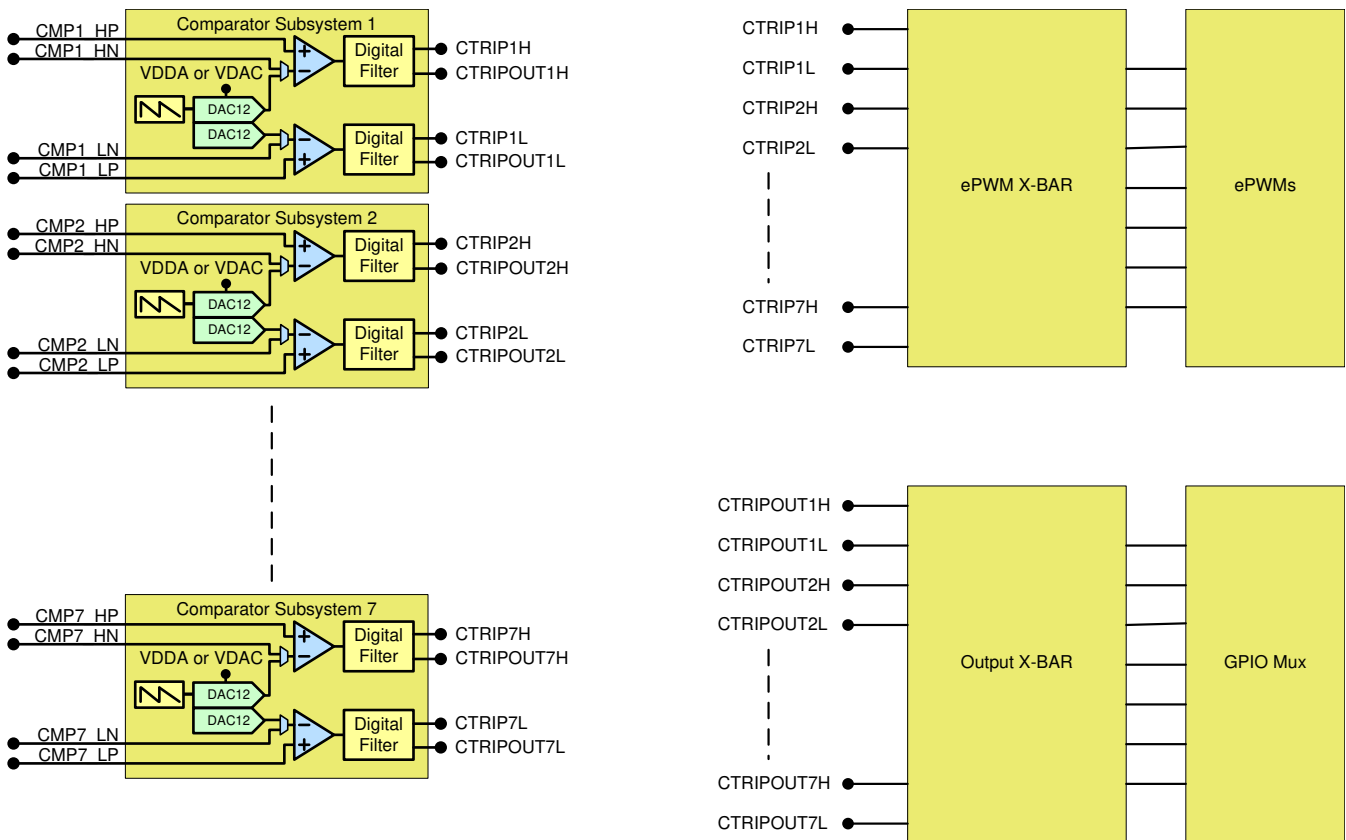 Comparator Subsystem 1
CMP1_HP
CMP1_HN
VDDA or VDAC
DAC12
DAC12
CMP1_LN
CMP1_LP
Digital
Filter
CTRIP1H
CTRIPOUT1H
Digital
Filter
CTRIP1L
CTRIPOUT1L
Comparator Subsystem 2
CMP2_HP
CMP2_HN
VDDA or VDAC
DAC12
DAC12
CMP2_LN
CMP2_LP
Digital
Filter
CTRIP2H
CTRIPOUT2H
Digital
Filter
CTRIP2L
CTRIPOUT2L
Comparator Subsystem 7
CMP7_HP
CMP7_HN
VDDA or VDAC
DAC12
DAC12
CMP7_LN
CMP7_LP
Digital
Filter
CTRIP7H
CTRIPOUT7H
Digital
Filter
CTRIP7L
CTRIPOUT7L
CTRIP1H
CTRIP1L
CTRIP2H
CTRIP2L
CTRIP7H
CTRIP7L
ePWM X-BAR
ePWMs
CTRIPOUT1H
CTRIPOUT1L
CTRIPOUT2H
CTRIPOUT2L
CTRIPOUT7H
CTRIPOUT7L
Output X-BAR
GPIO Mux